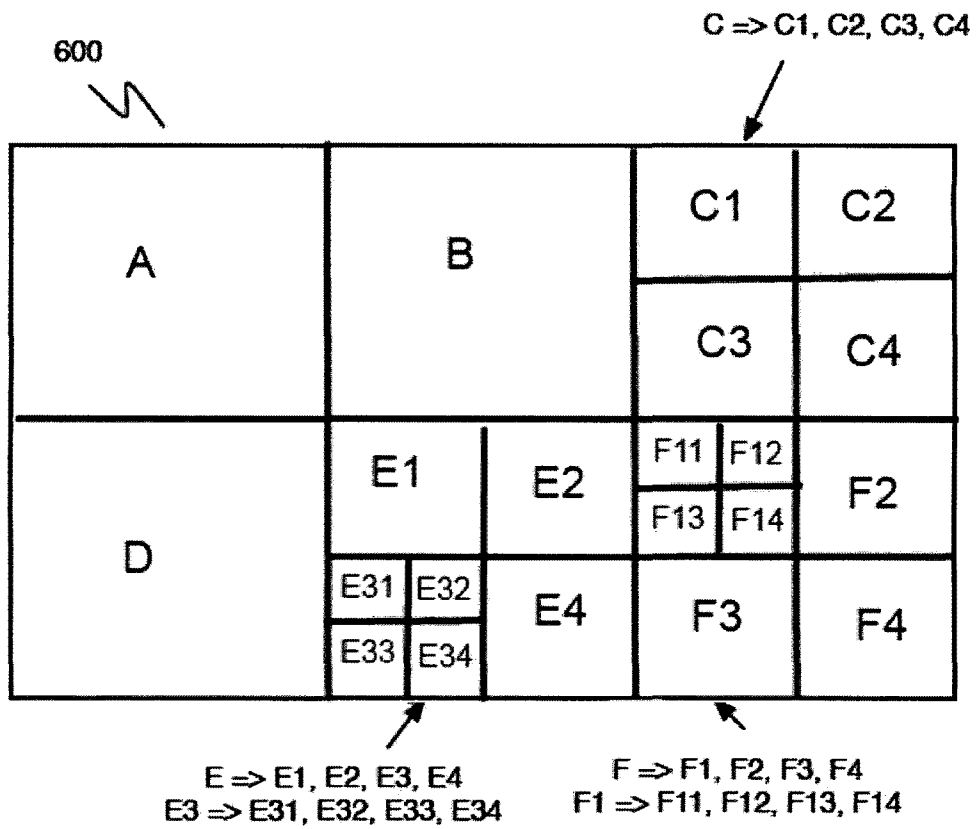 600
C => C1, C2, C3, C4
A
B
C1
C2
C3
C4
D
E1
E2
E31
E32
E33
E34
E4
F11
F12
F13
F14
F2
F3
F4
E => E1, E2, E3, E4
E3 => E31, E32, E33, E34
F => F1, F2, F3, F4
F1 => F11, F12, F13, F14